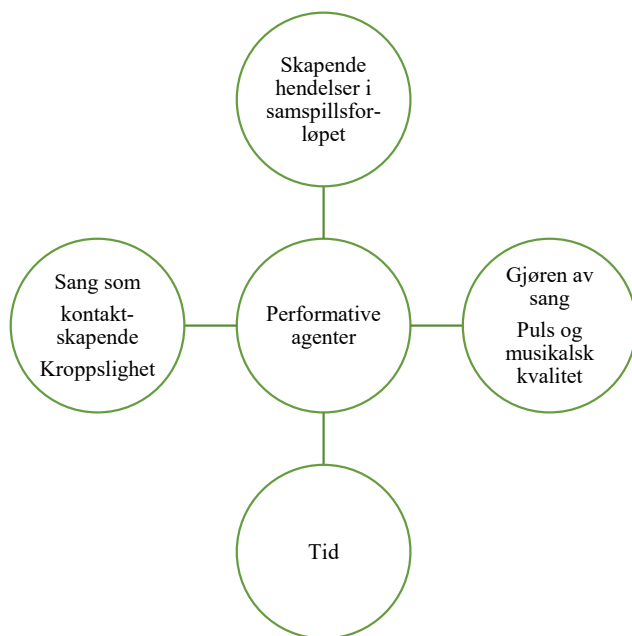 Skapende
hendelser i
samspillsfor-
løpet
Sang som
kontakt-
skapende
Kroppslighet
Performative
agenter
Gjøren av
sang
Puls og
musikalsk
kvalitet
Tid